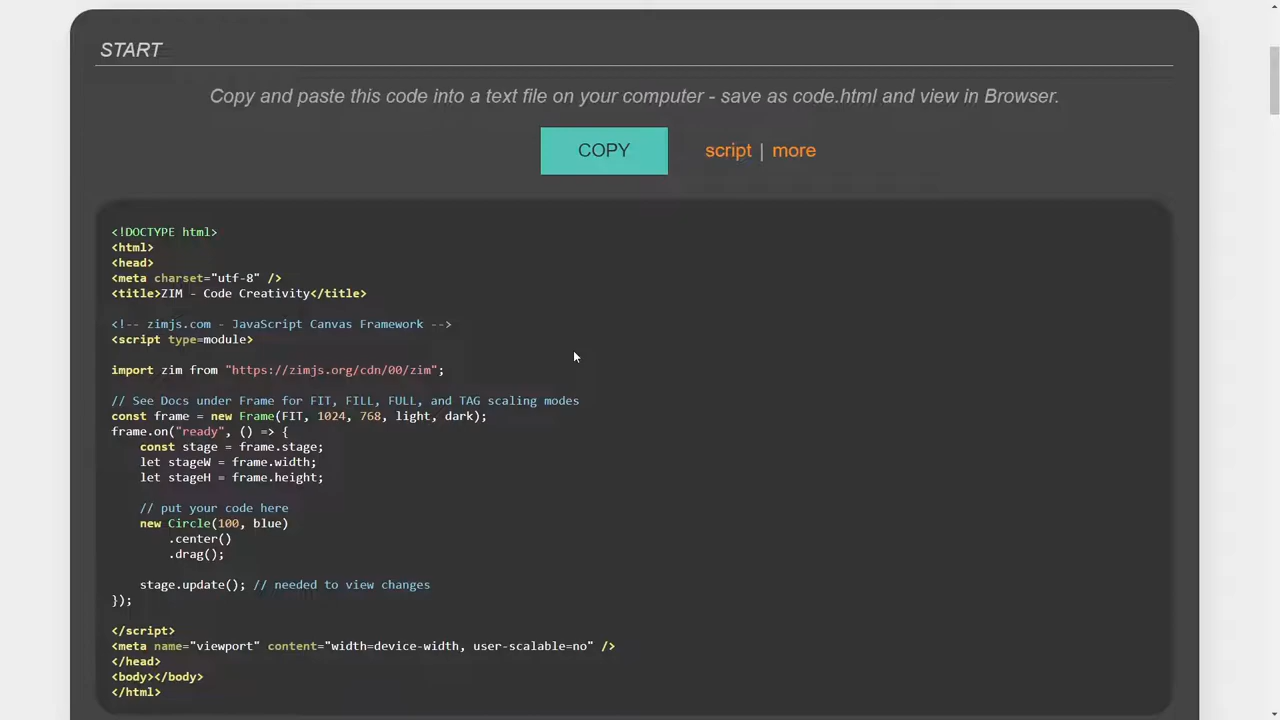 START
Copy and paste this code into a text file on your computer - save as code.html and view in Browser.
COPY script | more
<!DOCTYPE html>
<html>
<head>
<meta charset="utf-8" />
<title>ZIM - Code Creativity</title>
<!-- zimjs.com - JavaScript Canvas Framework -->
<script type=module>
import zim from "https://zimjs.org/cdn/00/zim";
// See Docs under Frame for FIT, FILL, FULL, and TAG scaling modes
const frame = new Frame(FIT, 1024, 768, light, dark);
frame.on("ready", () => {
const stage = frame.stage;
let stageW = frame.width;
let stageH = frame.height;
// put your code here
new Circle(100, blue)
.center()
.drag();
stage.update(); // needed to view changes
});
</script>
<meta name="viewport" content="width=device-width, user-scalable=no" />
</head>
<body></body>
</html>